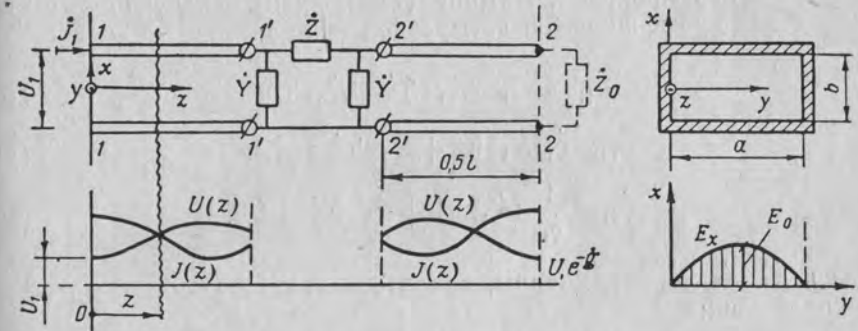 J̇₁ 1 1' Ż 2' 2
U₁ x y z Ẏ Ẏ Ż₀
1 1' 2' 2
0,5l
U(z) U(z)
J(z) J(z)
U₁ z 0
x b z y a
x Eₓ E₀ y